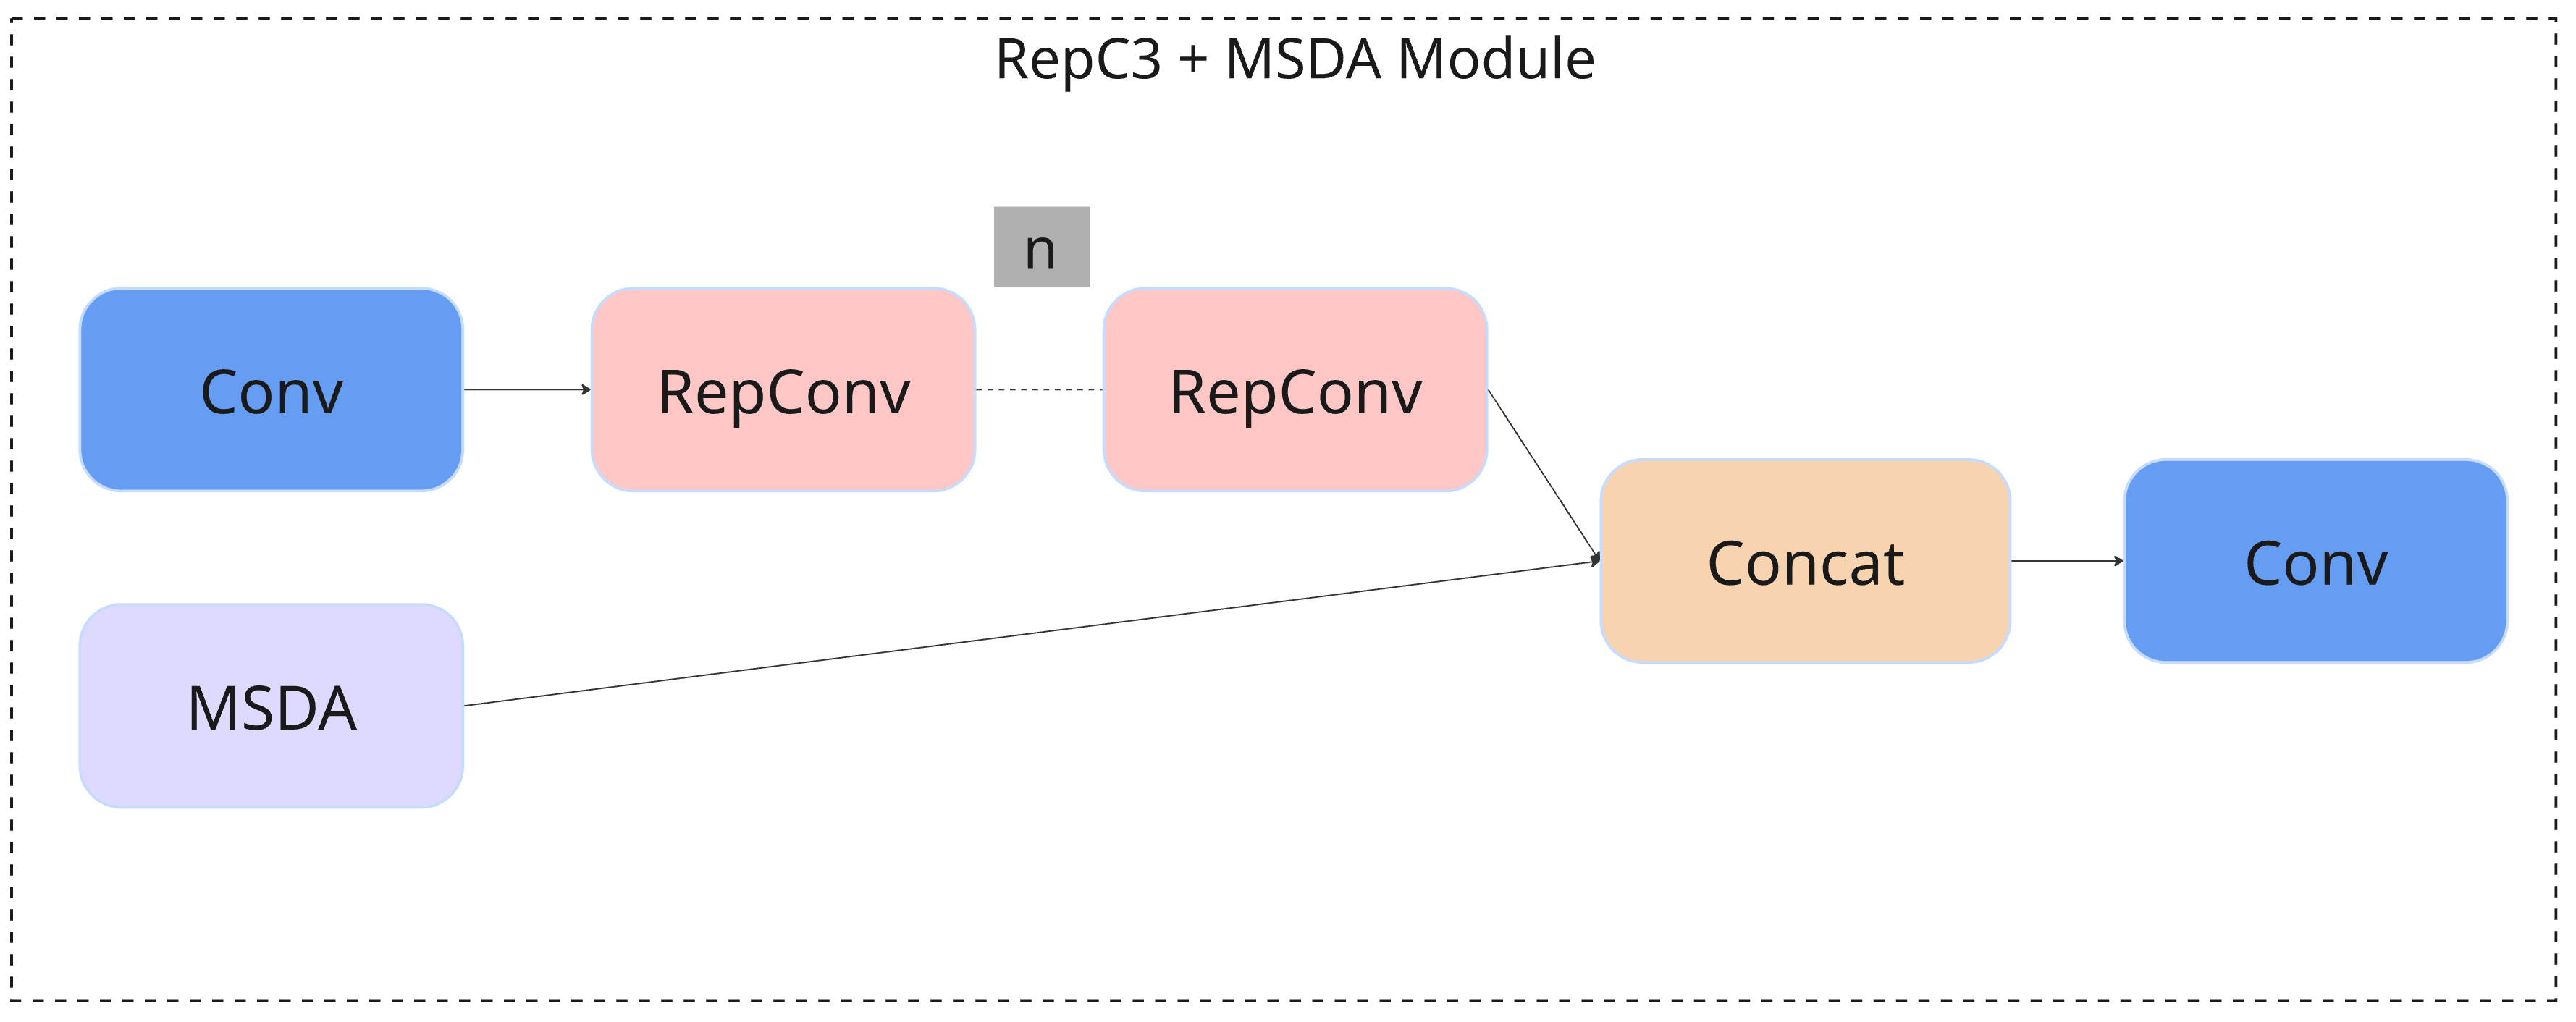 RepC3 + MSDA Module
n
Conv
RepConv
RepConv
Concat
Conv
MSDA